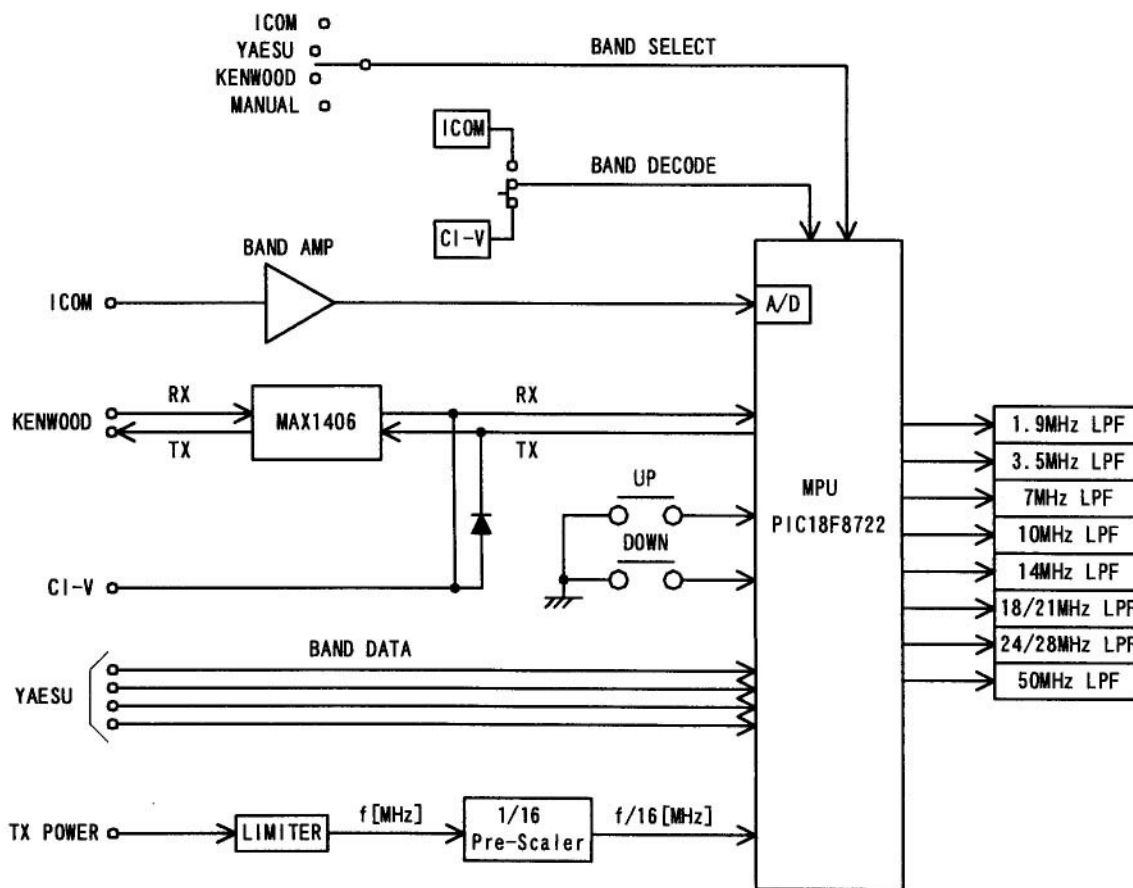 ICOM
YAESU
KENWOOD
MANUAL
BAND SELECT
ICOM
BAND DECODE
CI-V
BAND AMP
ICOM
A/D
KENWOOD
RX
TX
MAX1406
RX
TX
UP
DOWN
MPU
PIC18F8722
1.9MHz LPF
3.5MHz LPF
7MHz LPF
10MHz LPF
14MHz LPF
18/21MHz LPF
24/28MHz LPF
50MHz LPF
CI-V
BAND DATA
YAESU
TX POWER
LIMITER
f[MHz]
1/16
Pre-Scaler
f/16[MHz]